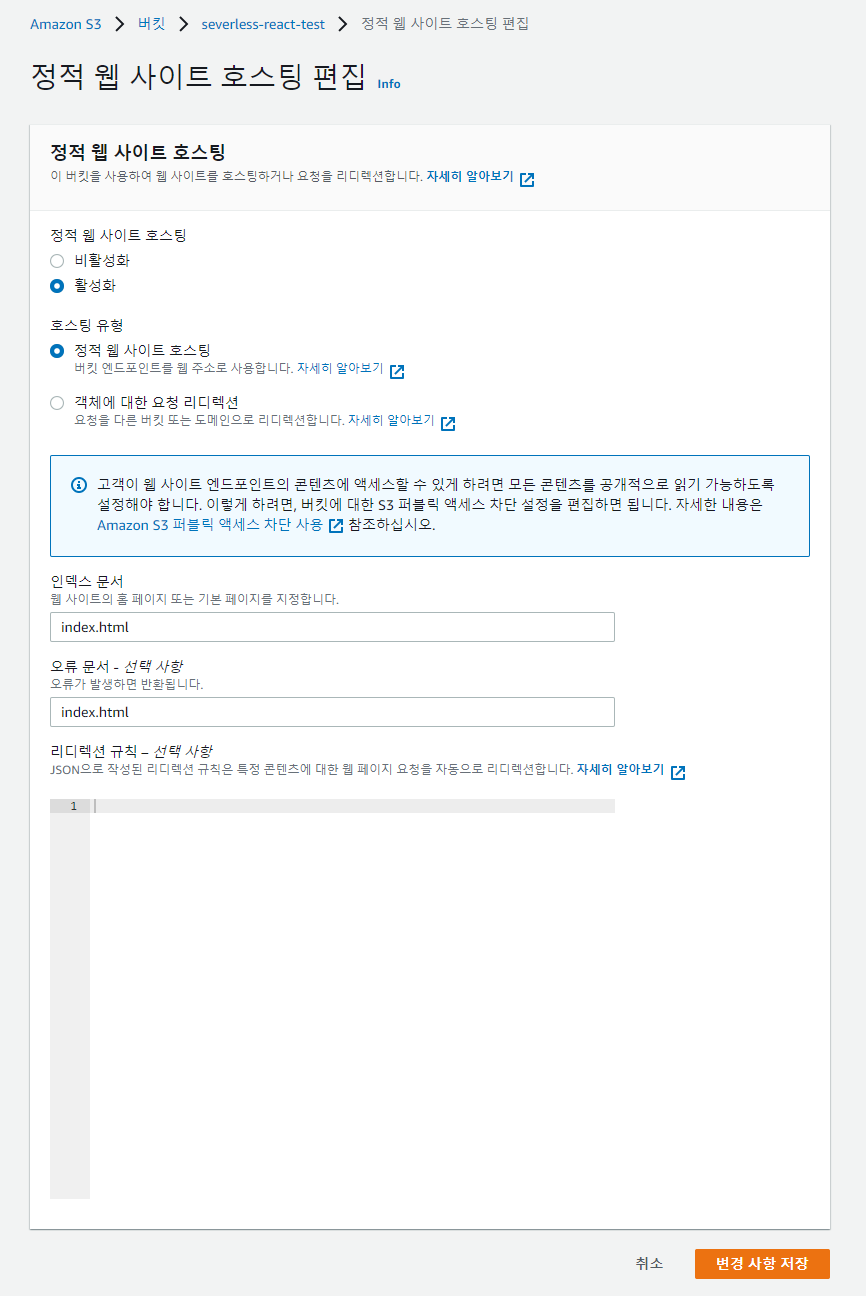 Amazon S3 > 버킷 > severless-react-test > 정적 웹 사이트 호스팅 편집
정적 웹 사이트 호스팅 편집 Info
정적 웹 사이트 호스팅
이 버킷을 사용하여 웹 사이트를 호스팅하거나 요청을 리디렉션합니다. 자세히 알아보기
정적 웹 사이트 호스팅
비활성화
활성화
호스팅 유형
정적 웹 사이트 호스팅
버킷 엔드포인트를 웹 주소로 사용합니다. 자세히 알아보기
객체에 대한 요청 리디렉션
요청을 다른 버킷 또는 도메인으로 리디렉션합니다. 자세히 알아보기
고객이 웹 사이트 엔드포인트의 콘텐츠에 액세스할 수 있게 하려면 모든 콘텐츠를 공개적으로 읽기 가능하도록
설정해야 합니다. 이렇게 하려면, 버킷에 대한 S3 퍼블릭 액세스 차단 설정을 편집하면 됩니다. 자세한 내용은
Amazon S3 퍼블릭 액세스 차단 사용 참조하십시오.
인덱스 문서
웹 사이트의 홈 페이지 또는 기본 페이지를 지정합니다.
index.html
오류 문서 - 선택 사항
오류가 발생하면 반환됩니다.
index.html
리디렉션 규칙 – 선택 사항
JSON으로 작성된 리디렉션 규칙은 특정 콘텐츠에 대한 웹 페이지 요청을 자동으로 리디렉션합니다. 자세히 알아보기
1
취소
변경 사항 저장